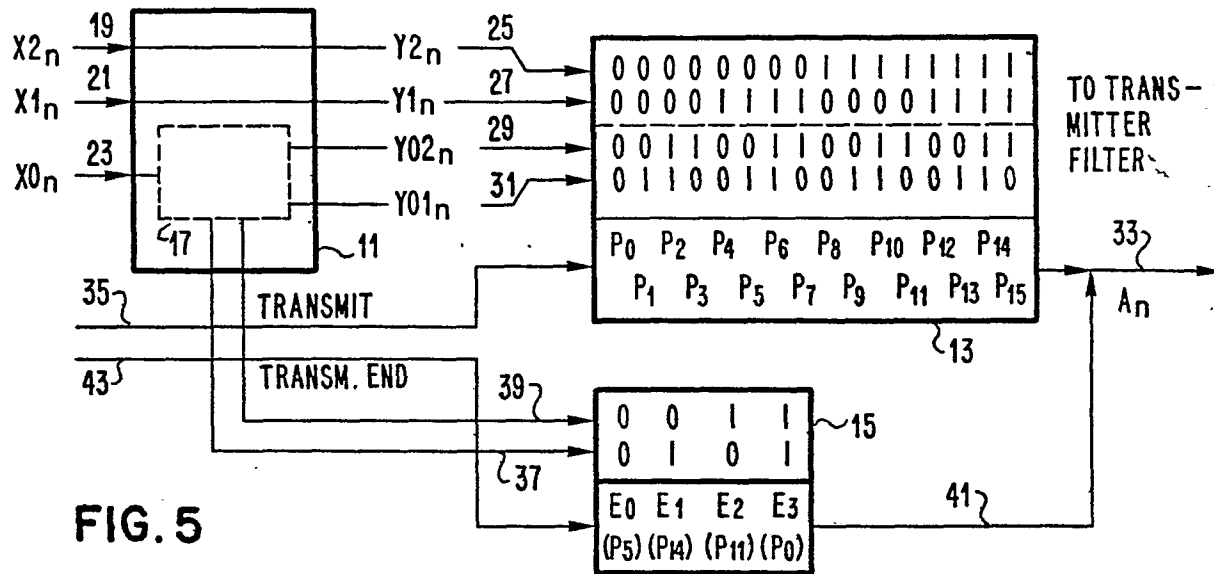 X2n 19 Y2n 25
0 0 0 0 0 0 0 0 1 1 1 1 1 1 1 1
X1n 21 Y1n 27
0 0 0 0 1 1 1 1 0 0 0 0 1 1 1 1
TO TRANS-
MITTER
FILTER
X0n 23 Y02n 29
0 0 1 1 0 0 1 1 0 0 1 1 0 0 1 1
Y01n 31
0 1 1 0 0 1 1 0 0 1 1 0 0 1 1 0
17 11
P0 P2 P4 P6 P8 P10 P12 P14
P1 P3 P5 P7 P9 P11 P13 P15
33
An
13
35 TRANSMIT
43 TRANSM. END
39
0 0 1 1
15
37
0 1 0 1
E0 E1 E2 E3
(P5) (P14) (P11) (P0)
41
FIG. 5